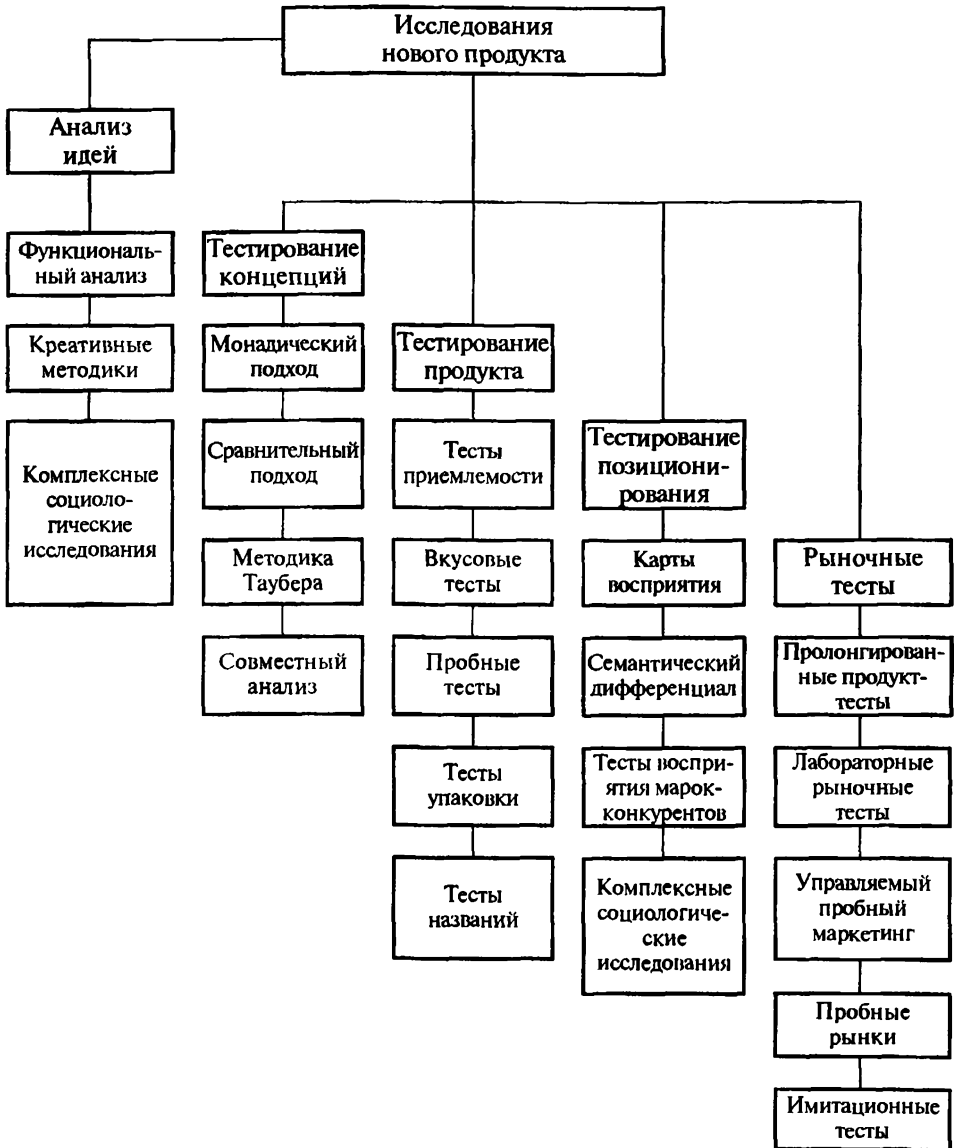 Исследования
нового продукта
Анализ
идей
Функциональ-
ный анализ
Креативные
методики
Комплексные
социоло-
гические
исследования
Тестирование
концепций
Монадический
подход
Сравнительный
подход
Методика
Таубера
Совместный
анализ
Тестирование
продукта
Тесты
приемлемости
Вкусовые
тесты
Пробные
тесты
Тесты
упаковки
Тесты
названий
Тестирование
позициони-
рования
Карты
восприятия
Семантический
дифференциал
Тесты воспри-
ятия марок-
конкурентов
Комплексные
социологиче-
ские
исследования
Рыночные
тесты
Пролонгирован-
ные продукт-
тесты
Лабораторные
рыночные
тесты
Управляемый
пробный
маркетинг
Пробные
рынки
Имитационные
тесты